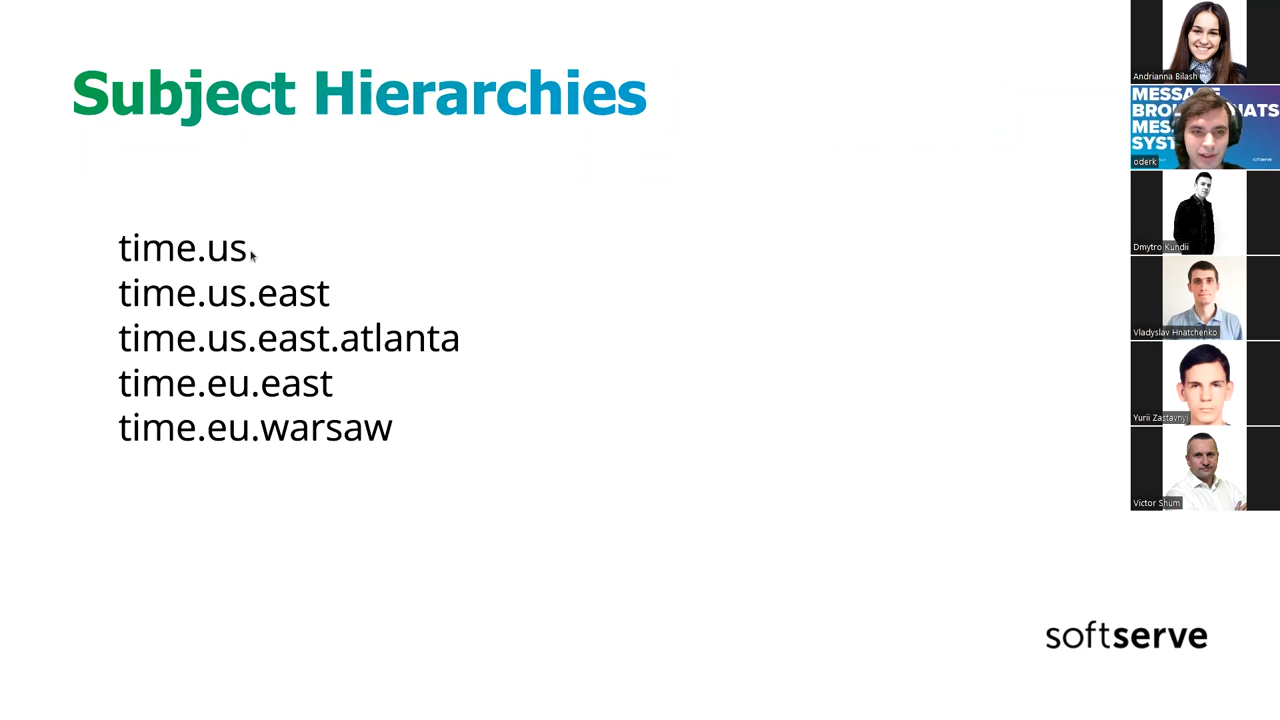 Subject Hierarchies
time.us
time.us.east
time.us.east.atlanta
time.eu.east
time.eu.warsaw
softserve
Andrianna Bilash
MESSAGE
oderk
Dmytro Kundii
Vladyslav Hnatchenko
Yurii Zastavnyi
Victor Shum